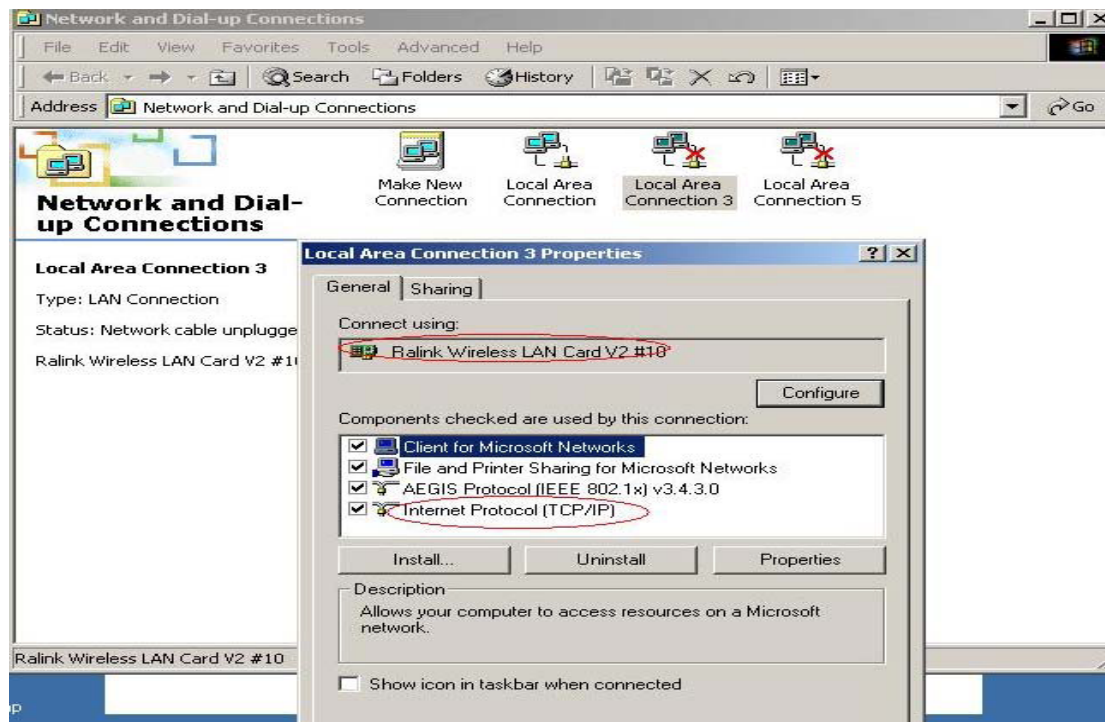 Network and Dial-up Connections
File Edit View Favorites Tools Advanced Help
Back Search Folders History
Address Network and Dial-up Connections Go
Network and Dial-
up Connections
Make New
Connection
Local Area
Connection
Local Area
Connection 3
Local Area
Connection 5
Local Area Connection 3
Type: LAN Connection
Status: Network cable unplugge
Ralink Wireless LAN Card V2 #1
Local Area Connection 3 Properties
General Sharing
Connect using:
Ralink Wireless LAN Card V2 #10
Configure
Components checked are used by this connection:
Client for Microsoft Networks
File and Printer Sharing for Microsoft Networks
AEGIS Protocol (IEEE 802.1x) v3.4.3.0
Internet Protocol (TCP/IP)
Install... Uninstall Properties
Description
Allows your computer to access resources on a Microsoft
network.
Show icon in taskbar when connected
Ralink Wireless LAN Card V2 #10